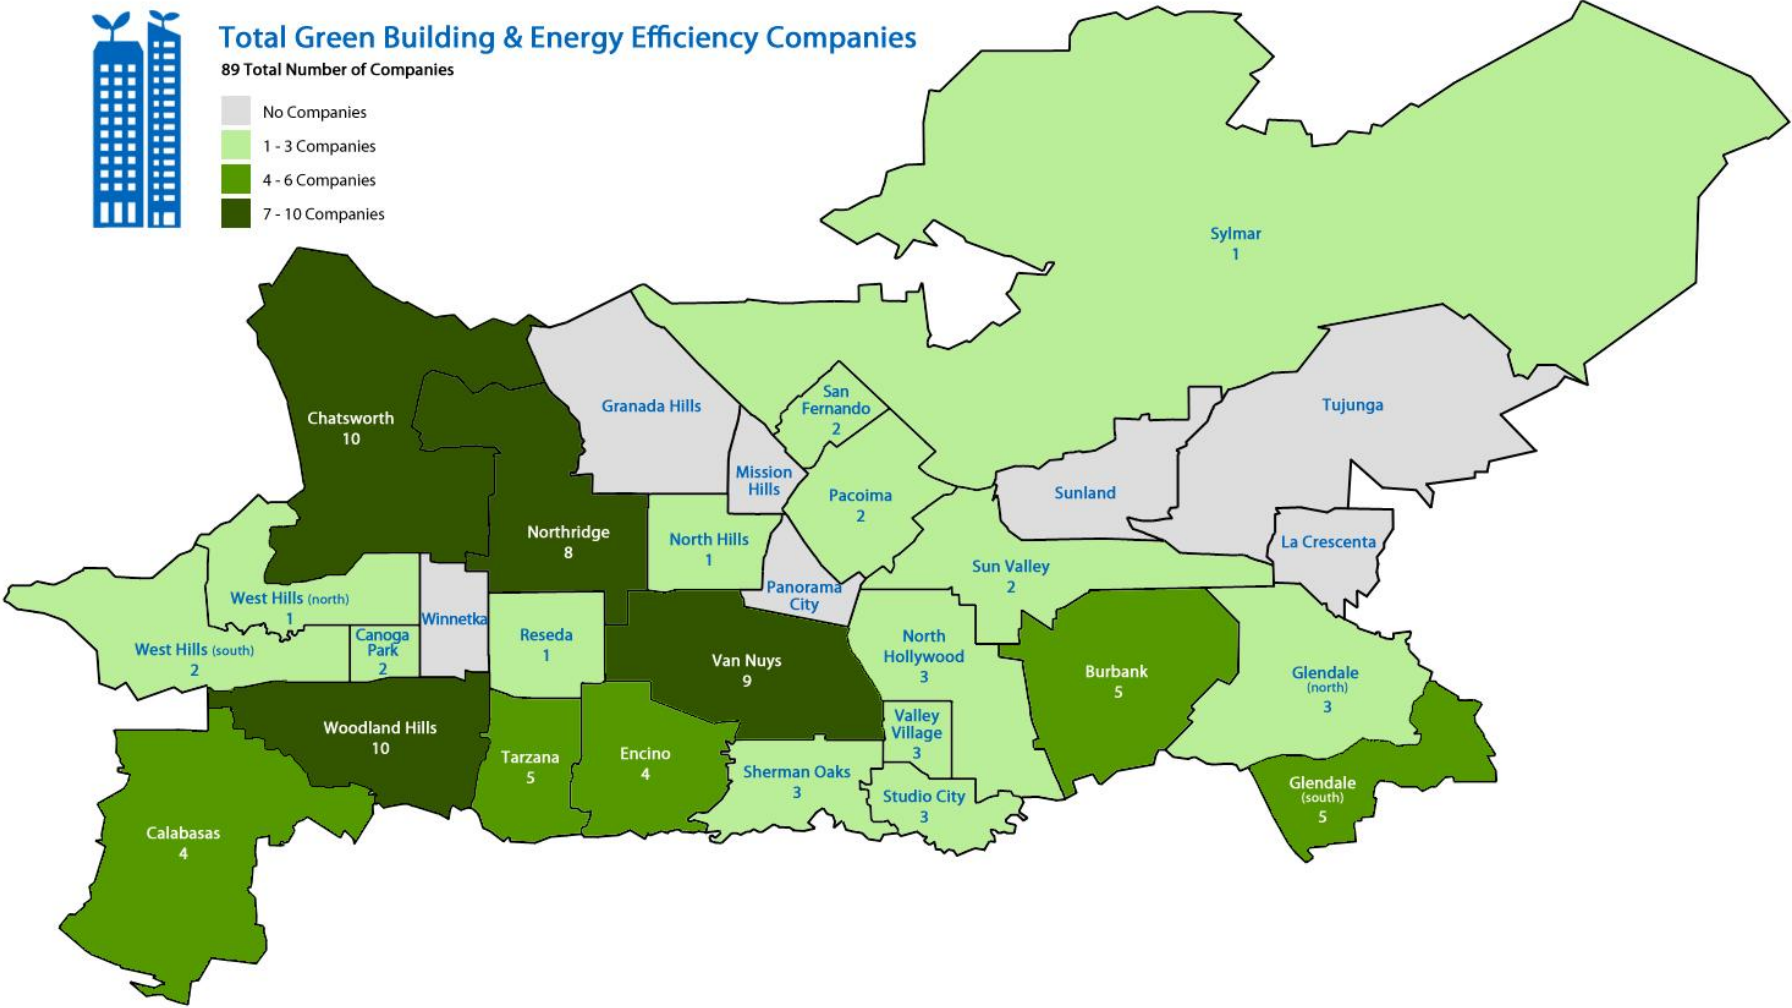 Total Green Building & Energy Efficiency Companies
89 Total Number of Companies
No Companies
1 - 3 Companies
4 - 6 Companies
7 - 10 Companies
Sylmar
1
Chatsworth
10
Granada Hills
San
Fernando
2
Tujunga
Mission
Hills
Pacoima
2
Sunland
Northridge
8
North Hills
1
La Crescenta
Sun Valley
2
Panorama
City
West Hills (north)
1
Winnetka
West Hills (south)
2
Canoga
Park
2
Reseda
1
Van Nuys
9
North
Hollywood
3
Burbank
5
Glendale
(north)
3
Woodland Hills
10
Valley
Village
3
Tarzana
5
Encino
4
Sherman Oaks
3
Studio City
3
Glendale
(south)
5
Calabasas
4